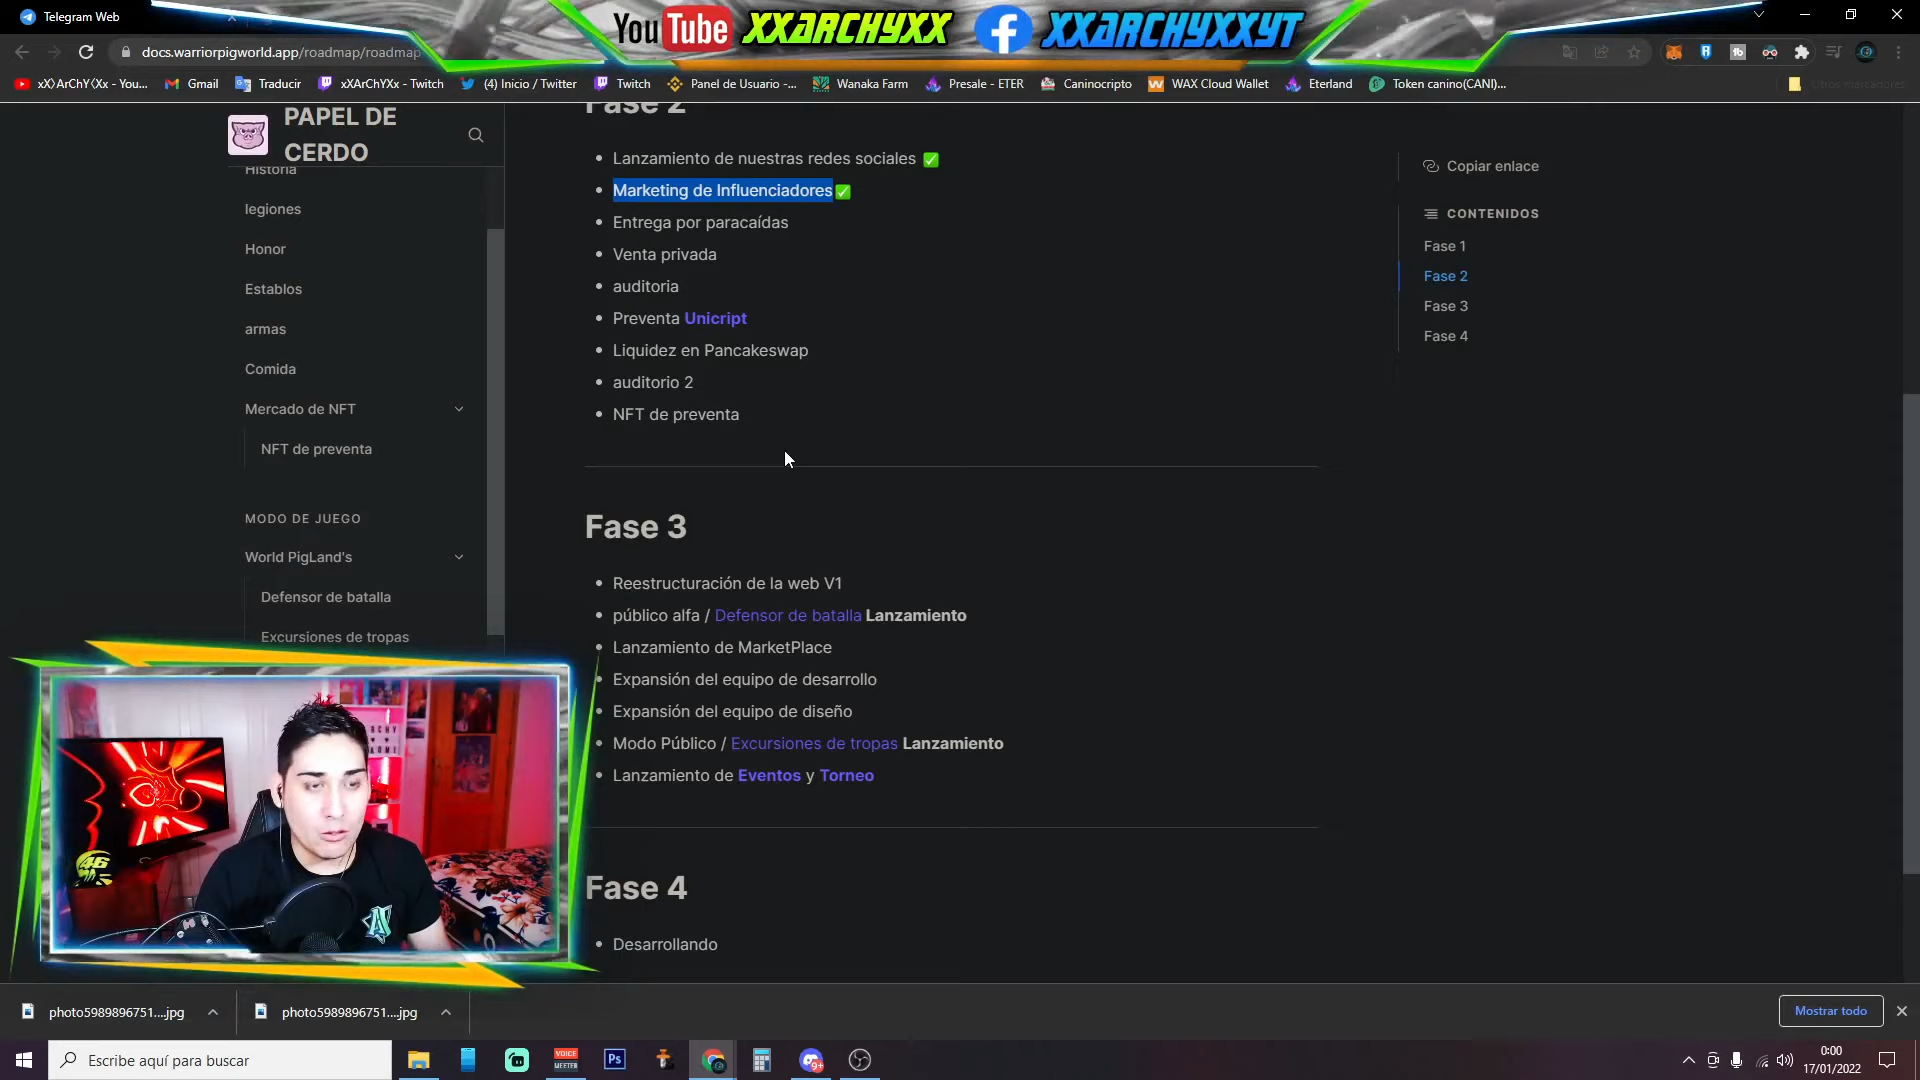 Telegram Web
YouTube XXARCHYXX XXARCHYXXYT
docs.warriorpigworld.app/roadmap/roadmap
xX》ArChY《Xx - You... Gmail Traducir xXArChYXx - Twitch (4) Inicio / Twitter Twitch Panel de Usuario -... Wanaka Farm Presale - ETER Caninocripto WAX Cloud Wallet Eterland Token canino(CANI)... Otros marcadores
PAPEL DE
CERDO
Historia
legiones
Honor
Establos
armas
Comida
Mercado de NFT
NFT de preventa
MODO DE JUEGO
World PigLand's
Defensor de batalla
Excursiones de tropas
Fase 2
• Lanzamiento de nuestras redes sociales ✅
• Marketing de Influenciadores✅
• Entrega por paracaídas
• Venta privada
• auditoria
• Preventa Unicript
• Liquidez en Pancakeswap
• auditorio 2
• NFT de preventa
Fase 3
• Reestructuración de la web V1
• público alfa / Defensor de batalla Lanzamiento
• Lanzamiento de MarketPlace
• Expansión del equipo de desarrollo
• Expansión del equipo de diseño
• Modo Público / Excursiones de tropas Lanzamiento
• Lanzamiento de Eventos y Torneo
Fase 4
• Desarrollando
Copiar enlace
CONTENIDOS
Fase 1
Fase 2
Fase 3
Fase 4
46
photo5989896751....jpg photo5989896751....jpg Mostrar todo
Escribe aquí para buscar
VOICE
MEETER
Ps
9+
0:00
17/01/2022